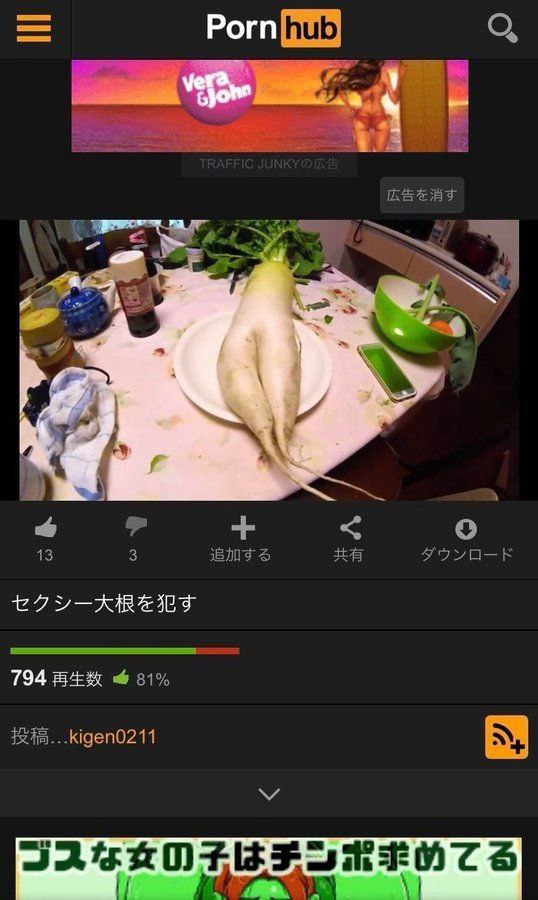 Porn hub
Vera
&John
TRAFFIC JUNKYの広告
広告を消す
13
3
追加する
共有
ダウンロード
セクシー大根を犯す
794 再生数 81%
投稿…kigen0211
ブスな女の子はチンポ求めてる